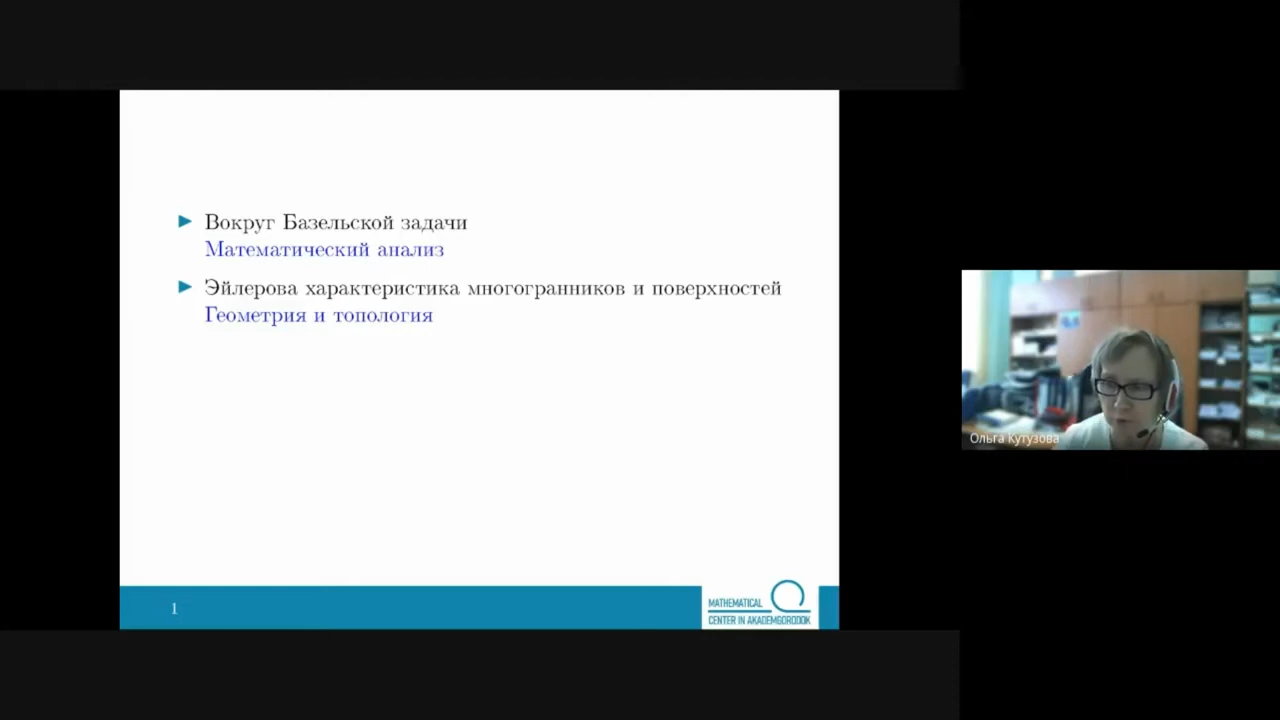 Вокруг Базельской задачи
Математический анализ
Эйлерова характеристика многогранников и поверхностей
Геометрия и топология
1
MATHEMATICAL
CENTER IN AKADEMGORODOK
Ольга Кутузова